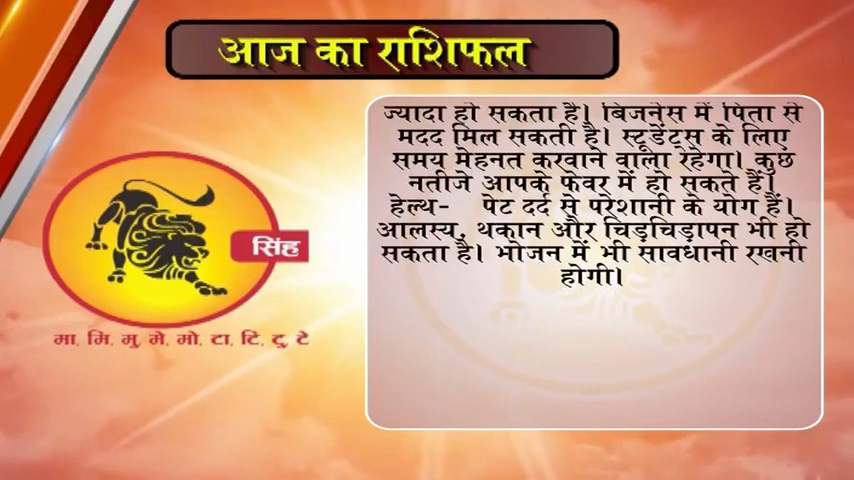 आज का राशिफल
ज्यादा हो सकता है। बिजनेस में पिता से
मदद मिल सकती है। स्टूडेंट्स के लिए
समय मेहनत करवाने वाला रहेगा। कुछ
नतीजे आपके फेवर में हो सकते हैं।
हेल्थ- पेट दर्द से परेशानी के योग हैं।
आलस्य, थकान और चिड़चिड़ापन भी हो
सकता है। भोजन में भी सावधानी रखनी
होगी।
सिंह
मा, मि, मु, मे, मो, टा, टि, टु, टे